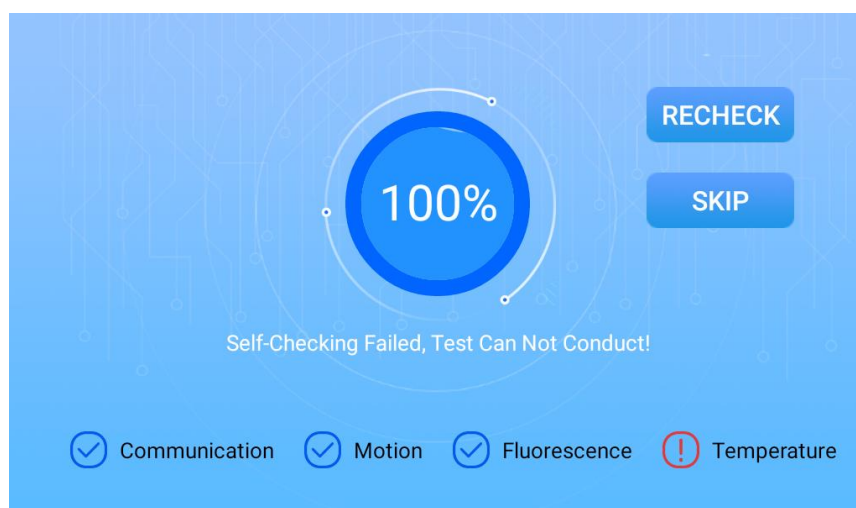 RECHECK
100%
SKIP
Self-Checking Failed, Test Can Not Conduct!
Communication
Motion
Fluorescence
Temperature